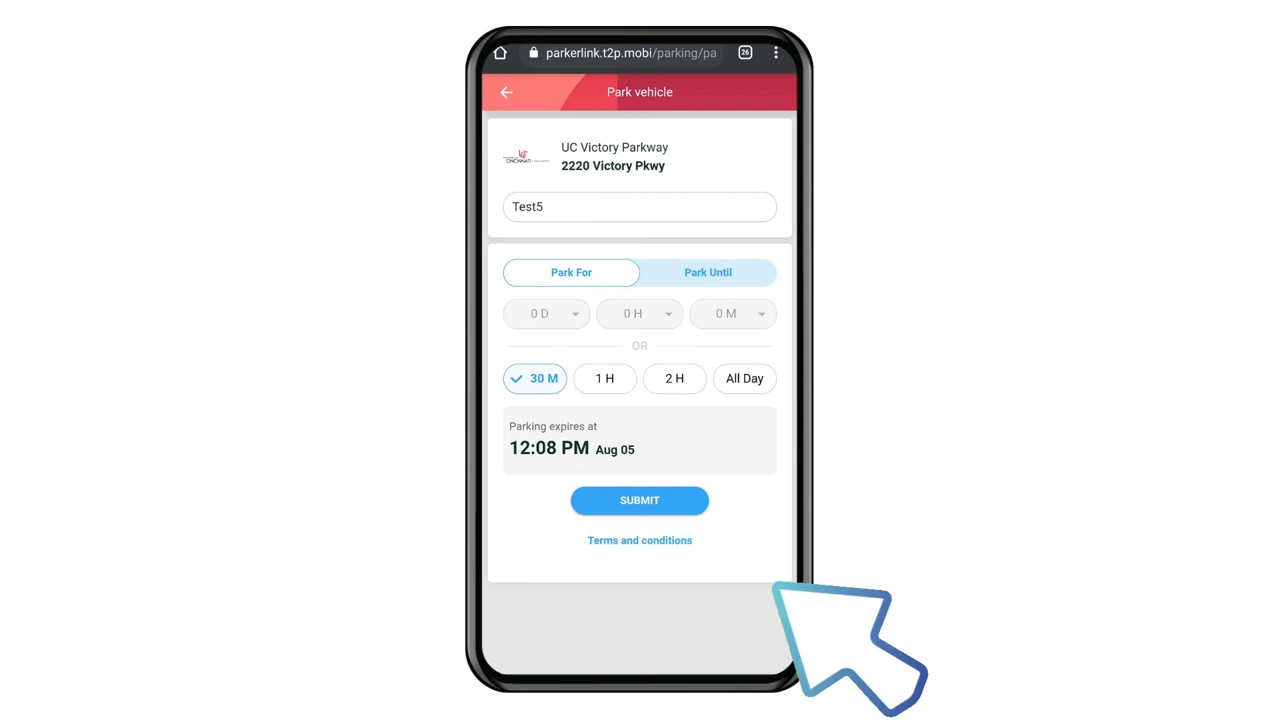 parkerlink.t2p.mobi/parking/pa
26
Park vehicle
CINCINNATI
UC Victory Parkway
2220 Victory Pkwy
Test5
Park For
Park Until
0 D
0 H
0 M
OR
30 M
1 H
2 H
All Day
Parking expires at
12:08 PM Aug 05
SUBMIT
Terms and conditions